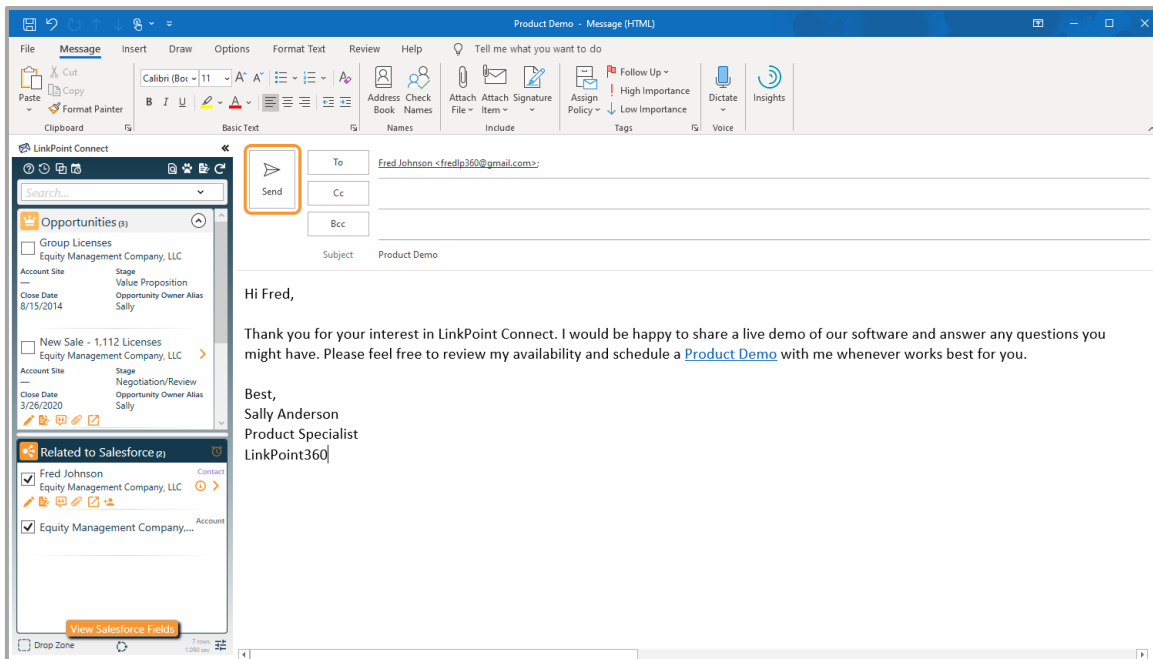 Product Demo - Message (HTML)
File Message Insert Draw Options Format Text Review Help Tell me what you want to do
Paste
Cut
Copy
Format Painter
Clipboard
Calibri (Boc 11
B I U
Basic Text
Address Book
Check Names
Names
Attach File
Attach Item
Signature
Include
Assign Policy
Follow Up
High Importance
Low Importance
Tags
Dictate
Voice
Insights
LinkPoint Connect
Search...
Opportunities (3)
Group Licenses
Equity Management Company, LLC
Account Site Stage
— Value Proposition
Close Date Opportunity Owner Alias
8/15/2014 Sally
New Sale - 1,112 Licenses
Equity Management Company, LLC
Account Site Stage
— Negotiation/Review
Close Date Opportunity Owner Alias
3/26/2020 Sally
Related to Salesforce (2)
Fred Johnson Contact
Equity Management Company, LLC
Equity Management Company,... Account
View Salesforce Fields
Drop Zone
7 rows
1.090 sec
Send
To Fred Johnson <fredlp360@gmail.com>;
Cc
Bcc
Subject Product Demo
Hi Fred,
Thank you for your interest in LinkPoint Connect. I would be happy to share a live demo of our software and answer any questions you
might have. Please feel free to review my availability and schedule a Product Demo with me whenever works best for you.
Best,
Sally Anderson
Product Specialist
LinkPoint360